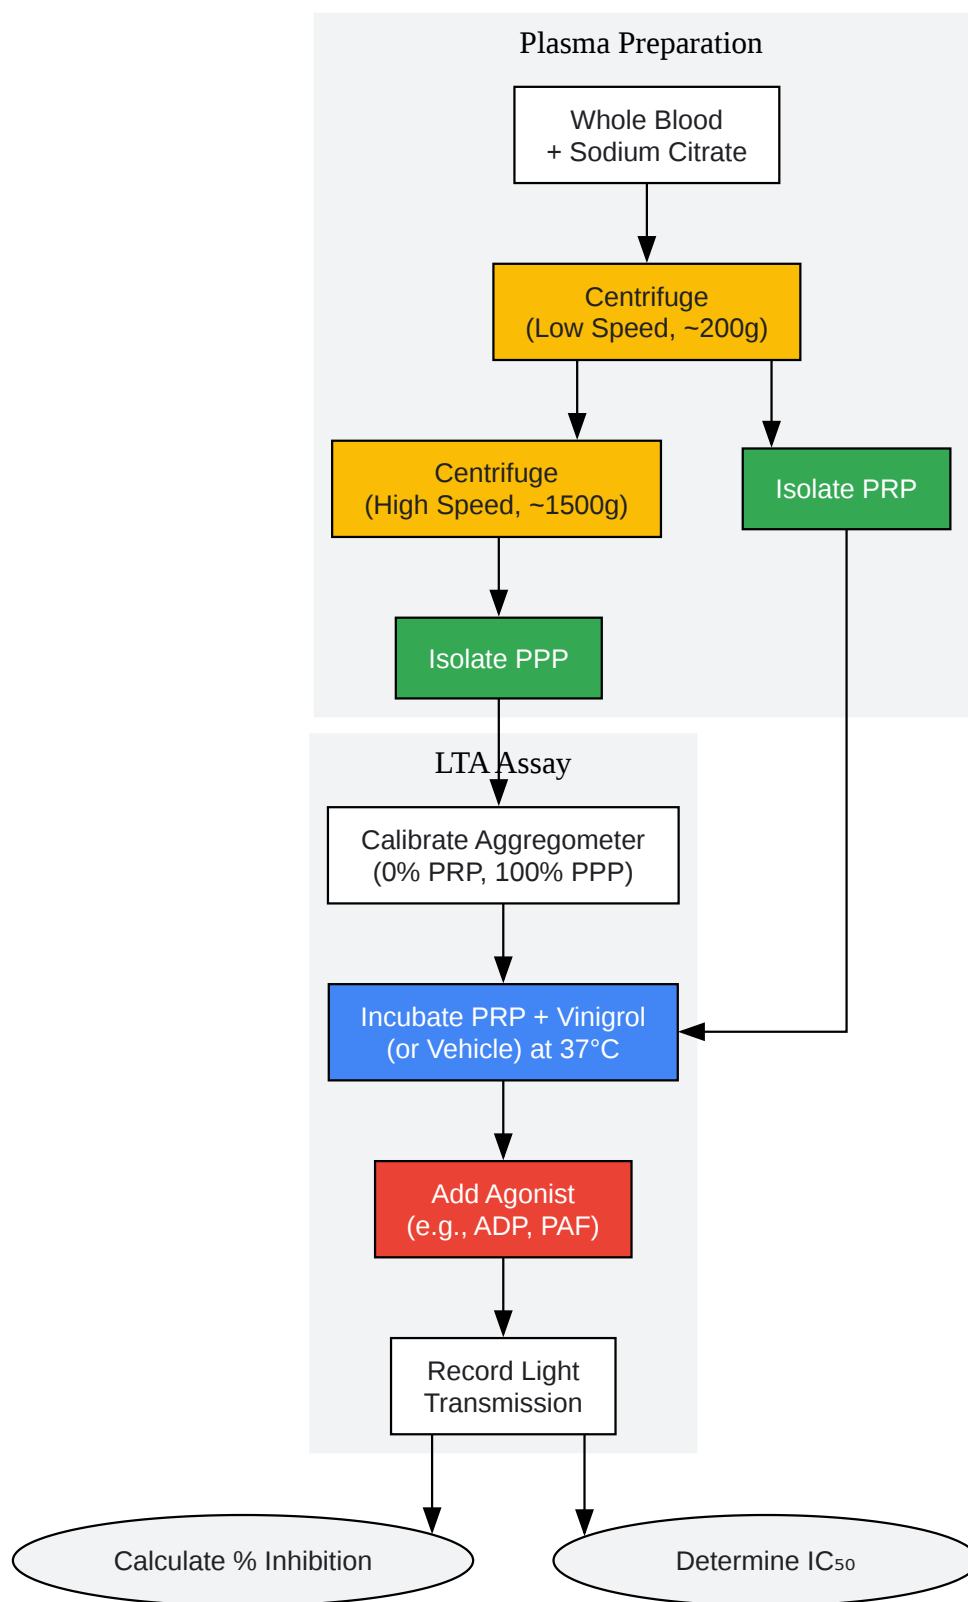 Plasma Preparation
Whole Blood
+ Sodium Citrate
Centrifuge
(Low Speed, ~200g)
Centrifuge
(High Speed, ~1500g)
Isolate PRP
Isolate PPP
LTA Assay
Calibrate Aggregometer
(0% PRP, 100% PPP)
Incubate PRP + Vinigrol
(or Vehicle) at 37°C
Add Agonist
(e.g., ADP, PAF)
Record Light
Transmission
Calculate % Inhibition
Determine IC₅₀